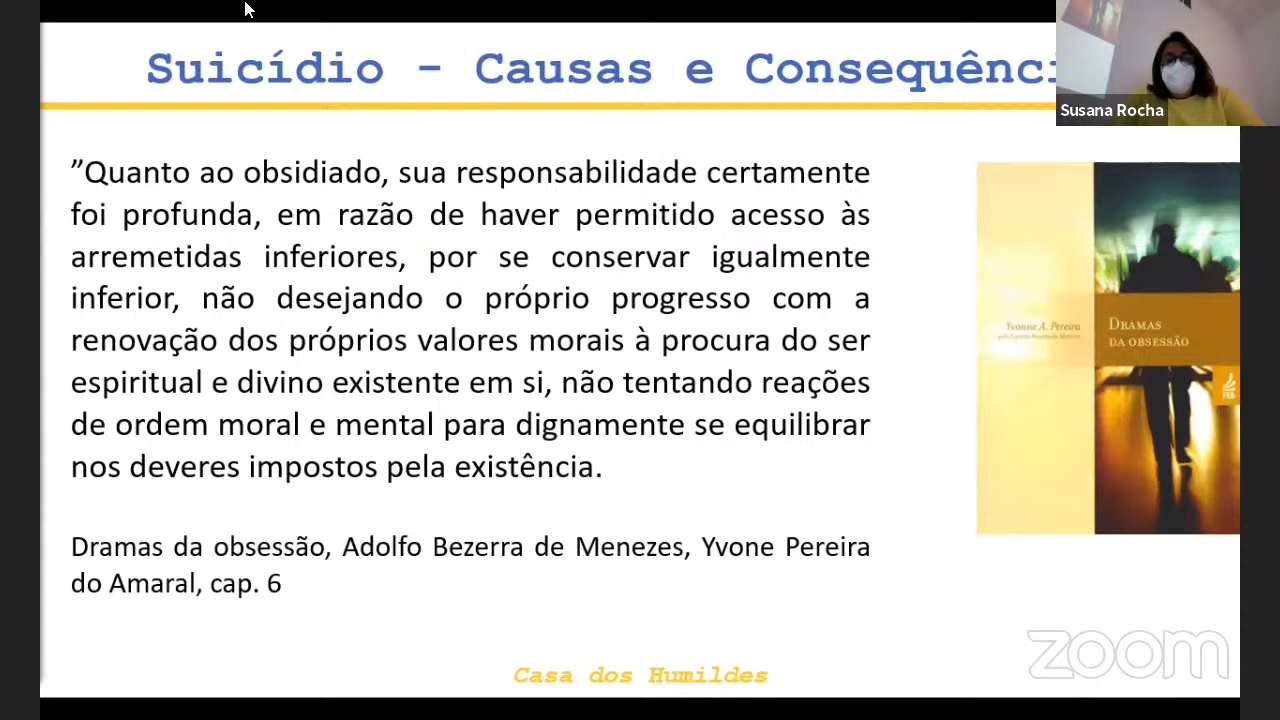 Suicídio - Causas e Consequênci
Susana Rocha
”Quanto ao obsidiado, sua responsabilidade certamente
foi profunda, em razão de haver permitido acesso às
arremetidas inferiores, por se conservar igualmente
inferior, não desejando o próprio progresso com a
renovação dos próprios valores morais à procura do ser
espiritual e divino existente em si, não tentando reações
de ordem moral e mental para dignamente se equilibrar
nos deveres impostos pela existência.
Dramas da obsessão, Adolfo Bezerra de Menezes, Yvone Pereira
do Amaral, cap. 6
Yvonne A. Pereira
Dramas
da obsessão
FEB
Casa dos Humildes
zoom